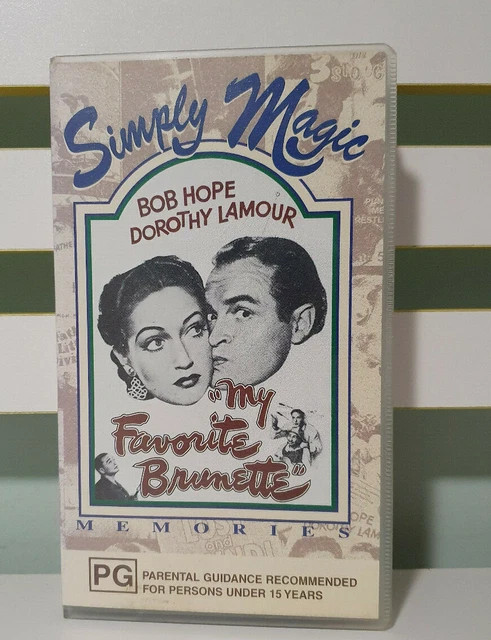 Simply Magic
BOB HOPE
DOROTHY LAMOUR
"My
Favorite
Brunette"
MEMORIES
PG
PARENTAL GUIDANCE RECOMMENDED
FOR PERSONS UNDER 15 YEARS